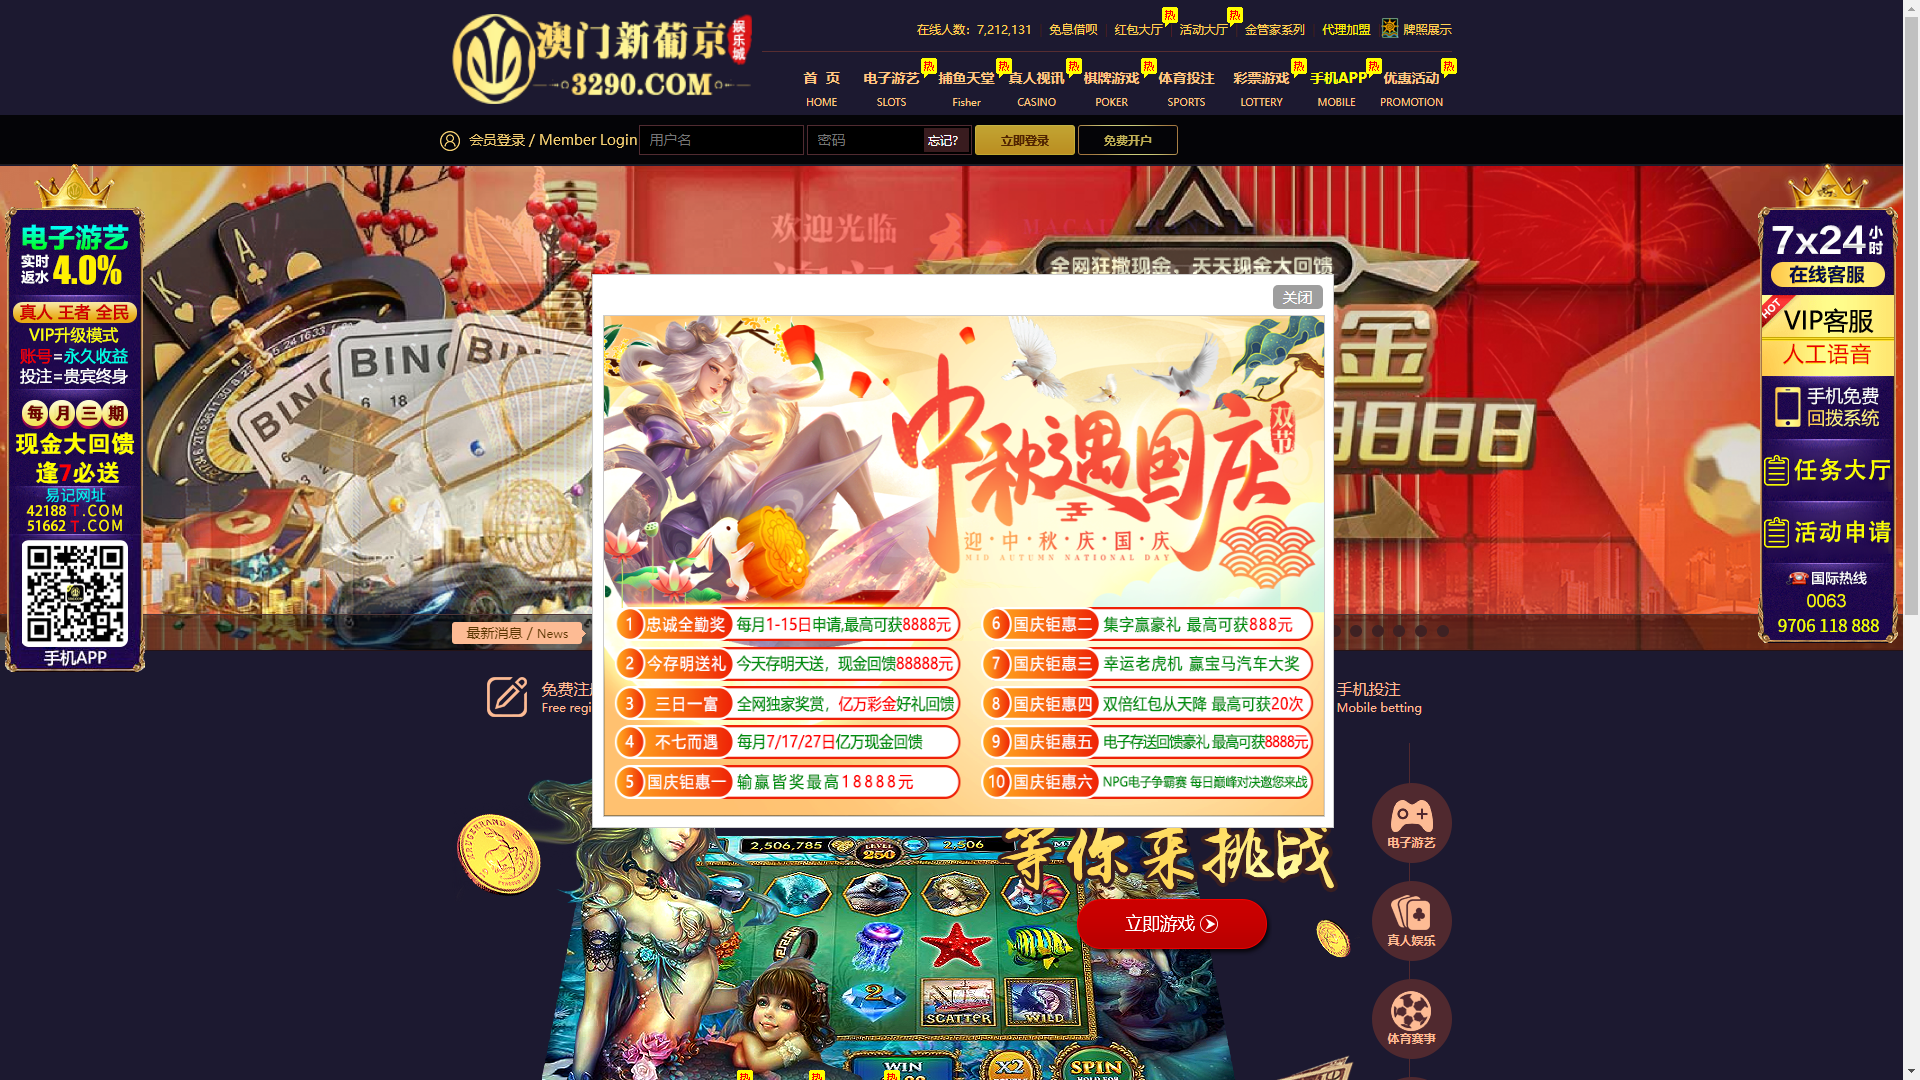 澳门新葡京
娱乐城
3290.COM
在线人数：7,212,131
免息借呗
红包大厅
热
活动大厅
热
金管家系列
代理加盟
牌照展示
首 页
HOME
电子游艺
热
SLOTS
捕鱼天堂
热
Fisher
真人视讯
热
CASINO
棋牌游戏
热
POKER
体育投注
SPORTS
彩票游戏
热
LOTTERY
手机APP
热
MOBILE
优惠活动
热
PROMOTION
会员登录 / Member Login
用户名
密码
忘记?
立即登录
免费开户
电子游艺
实时
返水
4.0%
真人 王者 全民
VIP升级模式
账号=永久收益
投注=贵宾终身
每月三期
现金大回馈
逢7必送
易记网址
42188T.COM
51662T.COM
手机APP
欢迎光临
全网狂撒现金，天天现金大回馈
金
8888
BINGO
7x24小时
在线客服
HOT
VIP客服
人工语音
手机免费
回拨系统
任务大厅
活动申请
国际热线
0063
9706 118 888
关闭
中秋遇国庆
双节
迎·中·秋·庆·国·庆
MID AUTUMN NATIONAL DAY
1 忠诚全勤奖 每月1-15日申请,最高可获8888元
2 今存明送礼 今天存明天送，现金回馈88888元
3 三日一富 全网独家奖赏，亿万彩金好礼回馈
4 不七而遇 每月7/17/27日亿万现金回馈
5 国庆钜惠一 输赢皆奖最高18888元
6 国庆钜惠二 集字赢豪礼 最高可获888元
7 国庆钜惠三 幸运老虎机 赢宝马汽车大奖
8 国庆钜惠四 双倍红包从天降 最高可获20次
9 国庆钜惠五 电子存送回馈豪礼 最高可获8888元
10 国庆钜惠六 NPG电子争霸赛 每日巅峰对决邀您来战
最新消息 / News
免费注
Free regi
手机投注
Mobile betting
等你来挑战
立即游戏
2,506,785
LEVEL
250
2,506
KRUGERRAND
2
SCATTER
WILD
WIN
X2
SPIN
电子游艺
真人娱乐
体育赛事
热
热
热